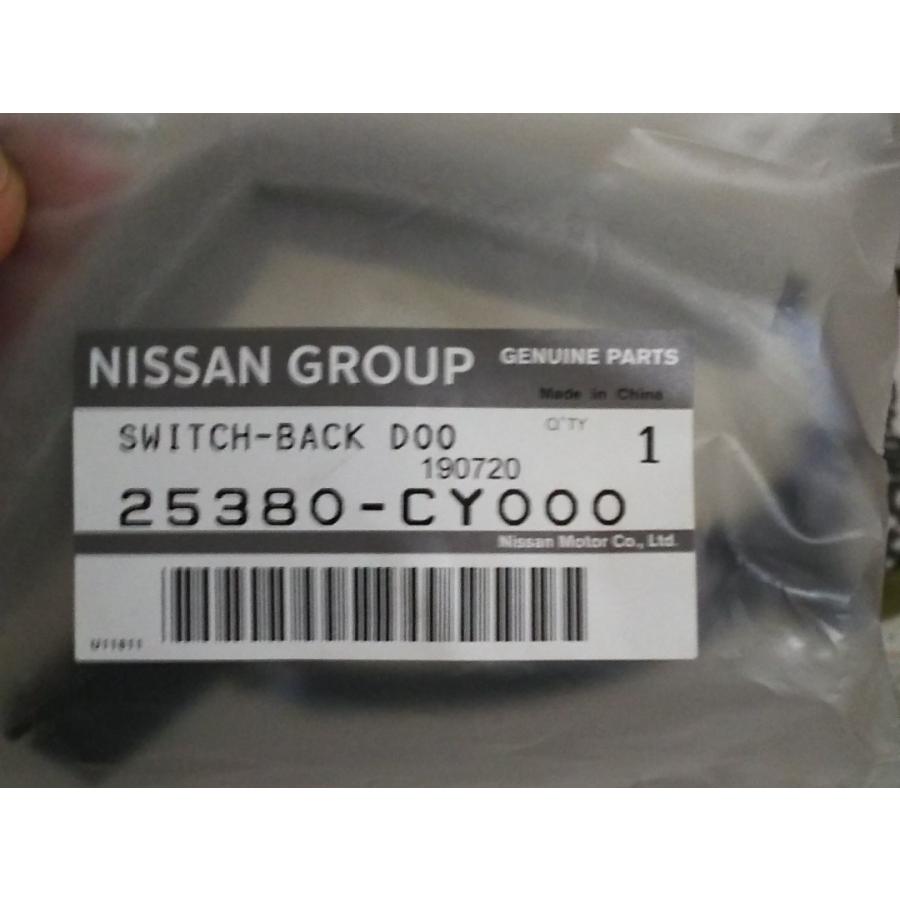 NISSAN GROUP GENUINE PARTS
Made in China
SWITCH-BACK DOO Q'TY 1
190720
25380-CY000
Nissan Motor Co., Ltd.